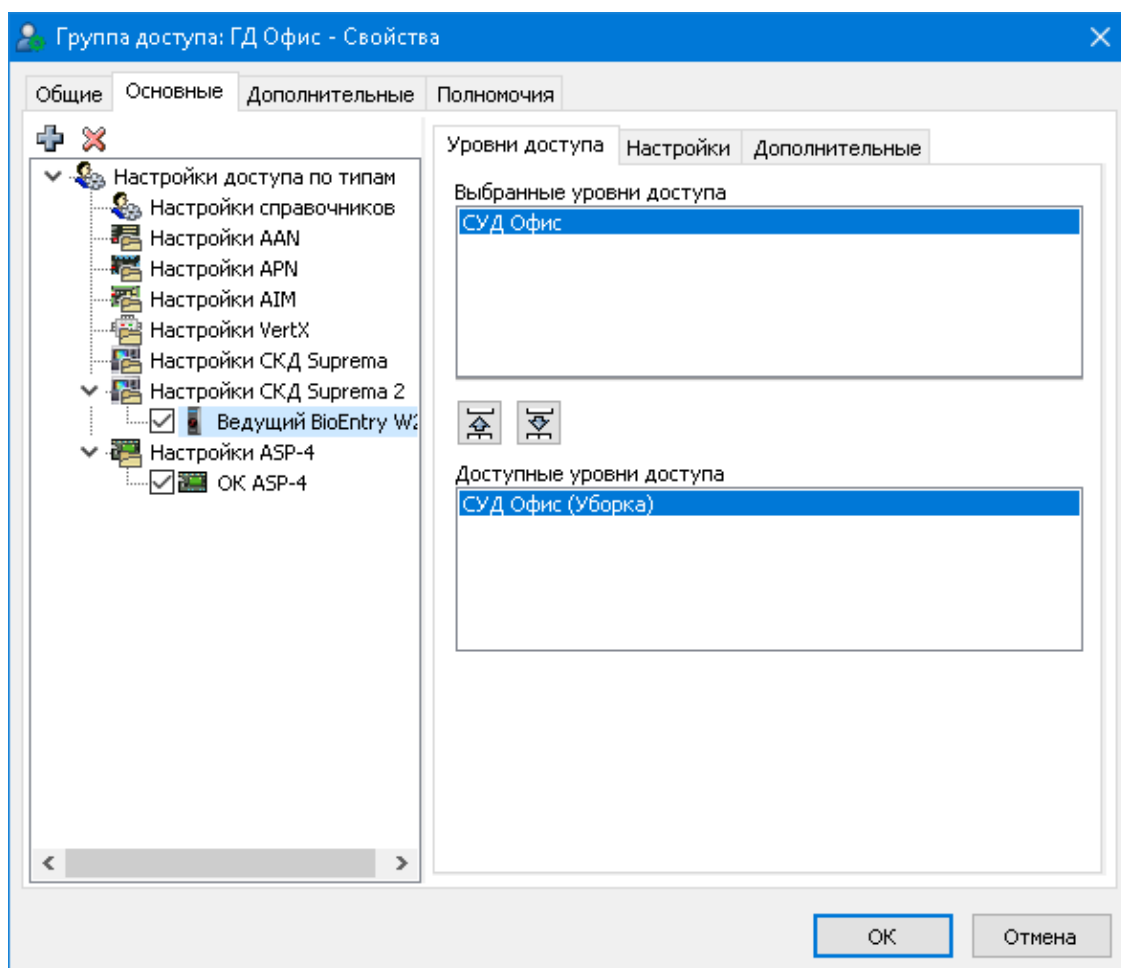 Группа доступа: ГД Офис - Свойства
Общие Основные Дополнительные Полномочия
Настройки доступа по типам
Настройки справочников
Настройки AAN
Настройки APN
Настройки AIM
Настройки VertX
Настройки СКД Suprema
Настройки СКД Suprema 2
Ведущий BioEntry W2
Настройки ASP-4
ОК ASP-4
Уровни доступа Настройки Дополнительные
Выбранные уровни доступа
СУД Офис
Доступные уровни доступа
СУД Офис (Уборка)
ОК Отмена